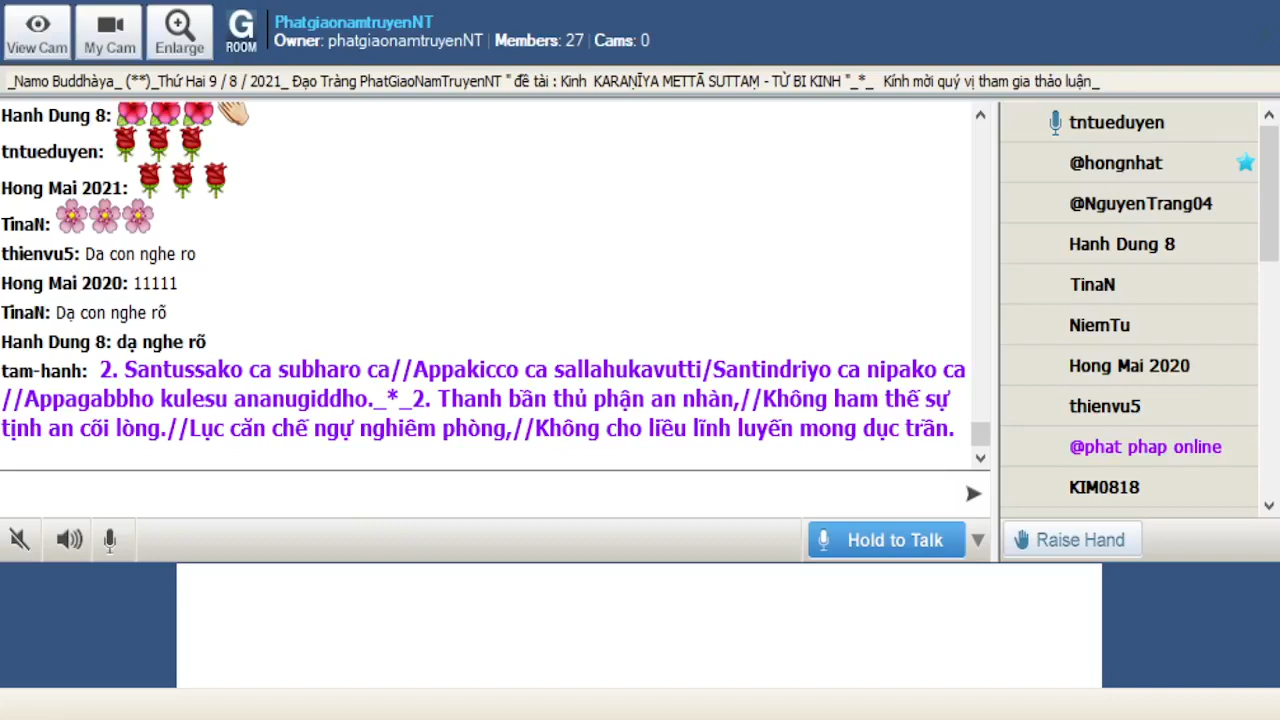 View Cam
My Cam
Enlarge
G
ROOM
PhatgiaonamtruyenNT
Owner: phatgiaonamtruyenNT | Members: 27 | Cams: 0
_Namo Buddhàya_ (**)_Thứ Hai 9 / 8 / 2021_ Đạo Tràng PhatGiaoNamTruyenNT " đề tài : Kinh KARAṆĪYA METTĀ SUTTAṂ - TỪ BI KINH "_*_ Kính mời quý vị tham gia thảo luận_
Hanh Dung 8:
tntueduyen:
Hong Mai 2021:
TinaN:
thienvu5: Da con nghe ro
Hong Mai 2020: 11111
TinaN: Dạ con nghe rõ
Hanh Dung 8: dạ nghe rõ
tam-hanh: 2. Santussako ca subharo ca//Appakicco ca sallahukavutti/Santindriyo ca nipako ca
//Appagabbho kulesu ananugiddho._*_2. Thanh bần thủ phận an nhàn,//Không ham thế sự
tịnh an cõi lòng.//Lục căn chế ngự nghiêm phòng,//Không cho liều lĩnh luyến mong dục trần.
Hold to Talk
tntueduyen
@hongnhat
@NguyenTrang04
Hanh Dung 8
TinaN
NiemTu
Hong Mai 2020
thienvu5
@phat phap online
KIM0818
Raise Hand